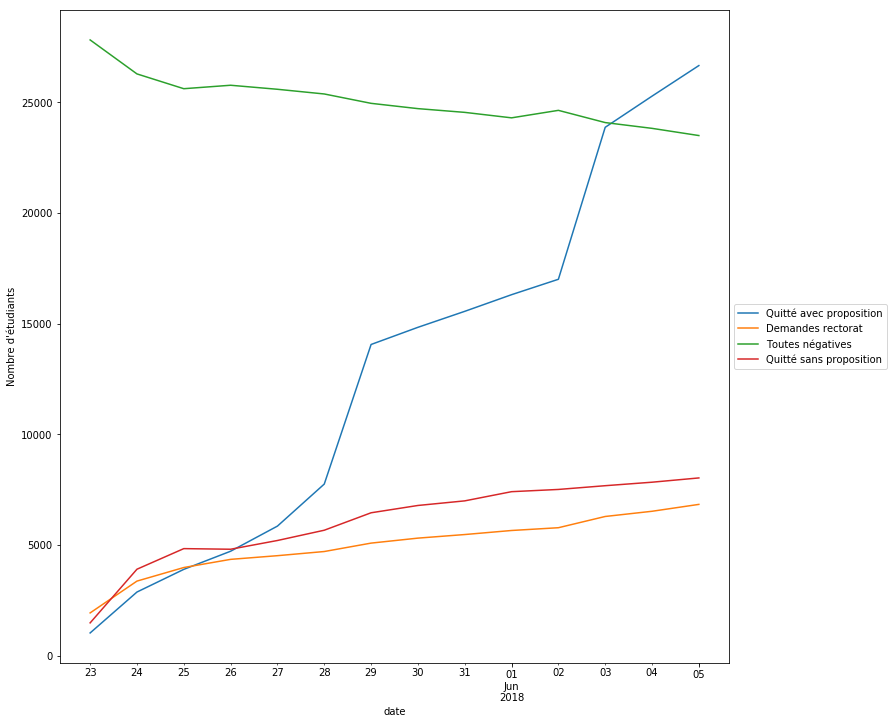 25000
20000
15000
10000
5000
0
Nombre d'étudiants
23 24 25 26 27 28 29 30 31 01 02 03 04 05
Jun
2018
date
Quitté avec proposition
Demandes rectorat
Toutes négatives
Quitté sans proposition